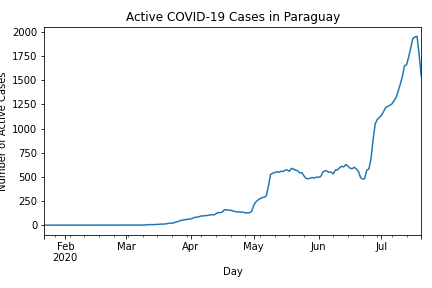 Active COVID-19 Cases in Paraguay
Number of Active Cases
2000
1750
1500
1250
1000
750
500
250
0
Feb
2020
Mar
Apr
May
Jun
Jul
Day